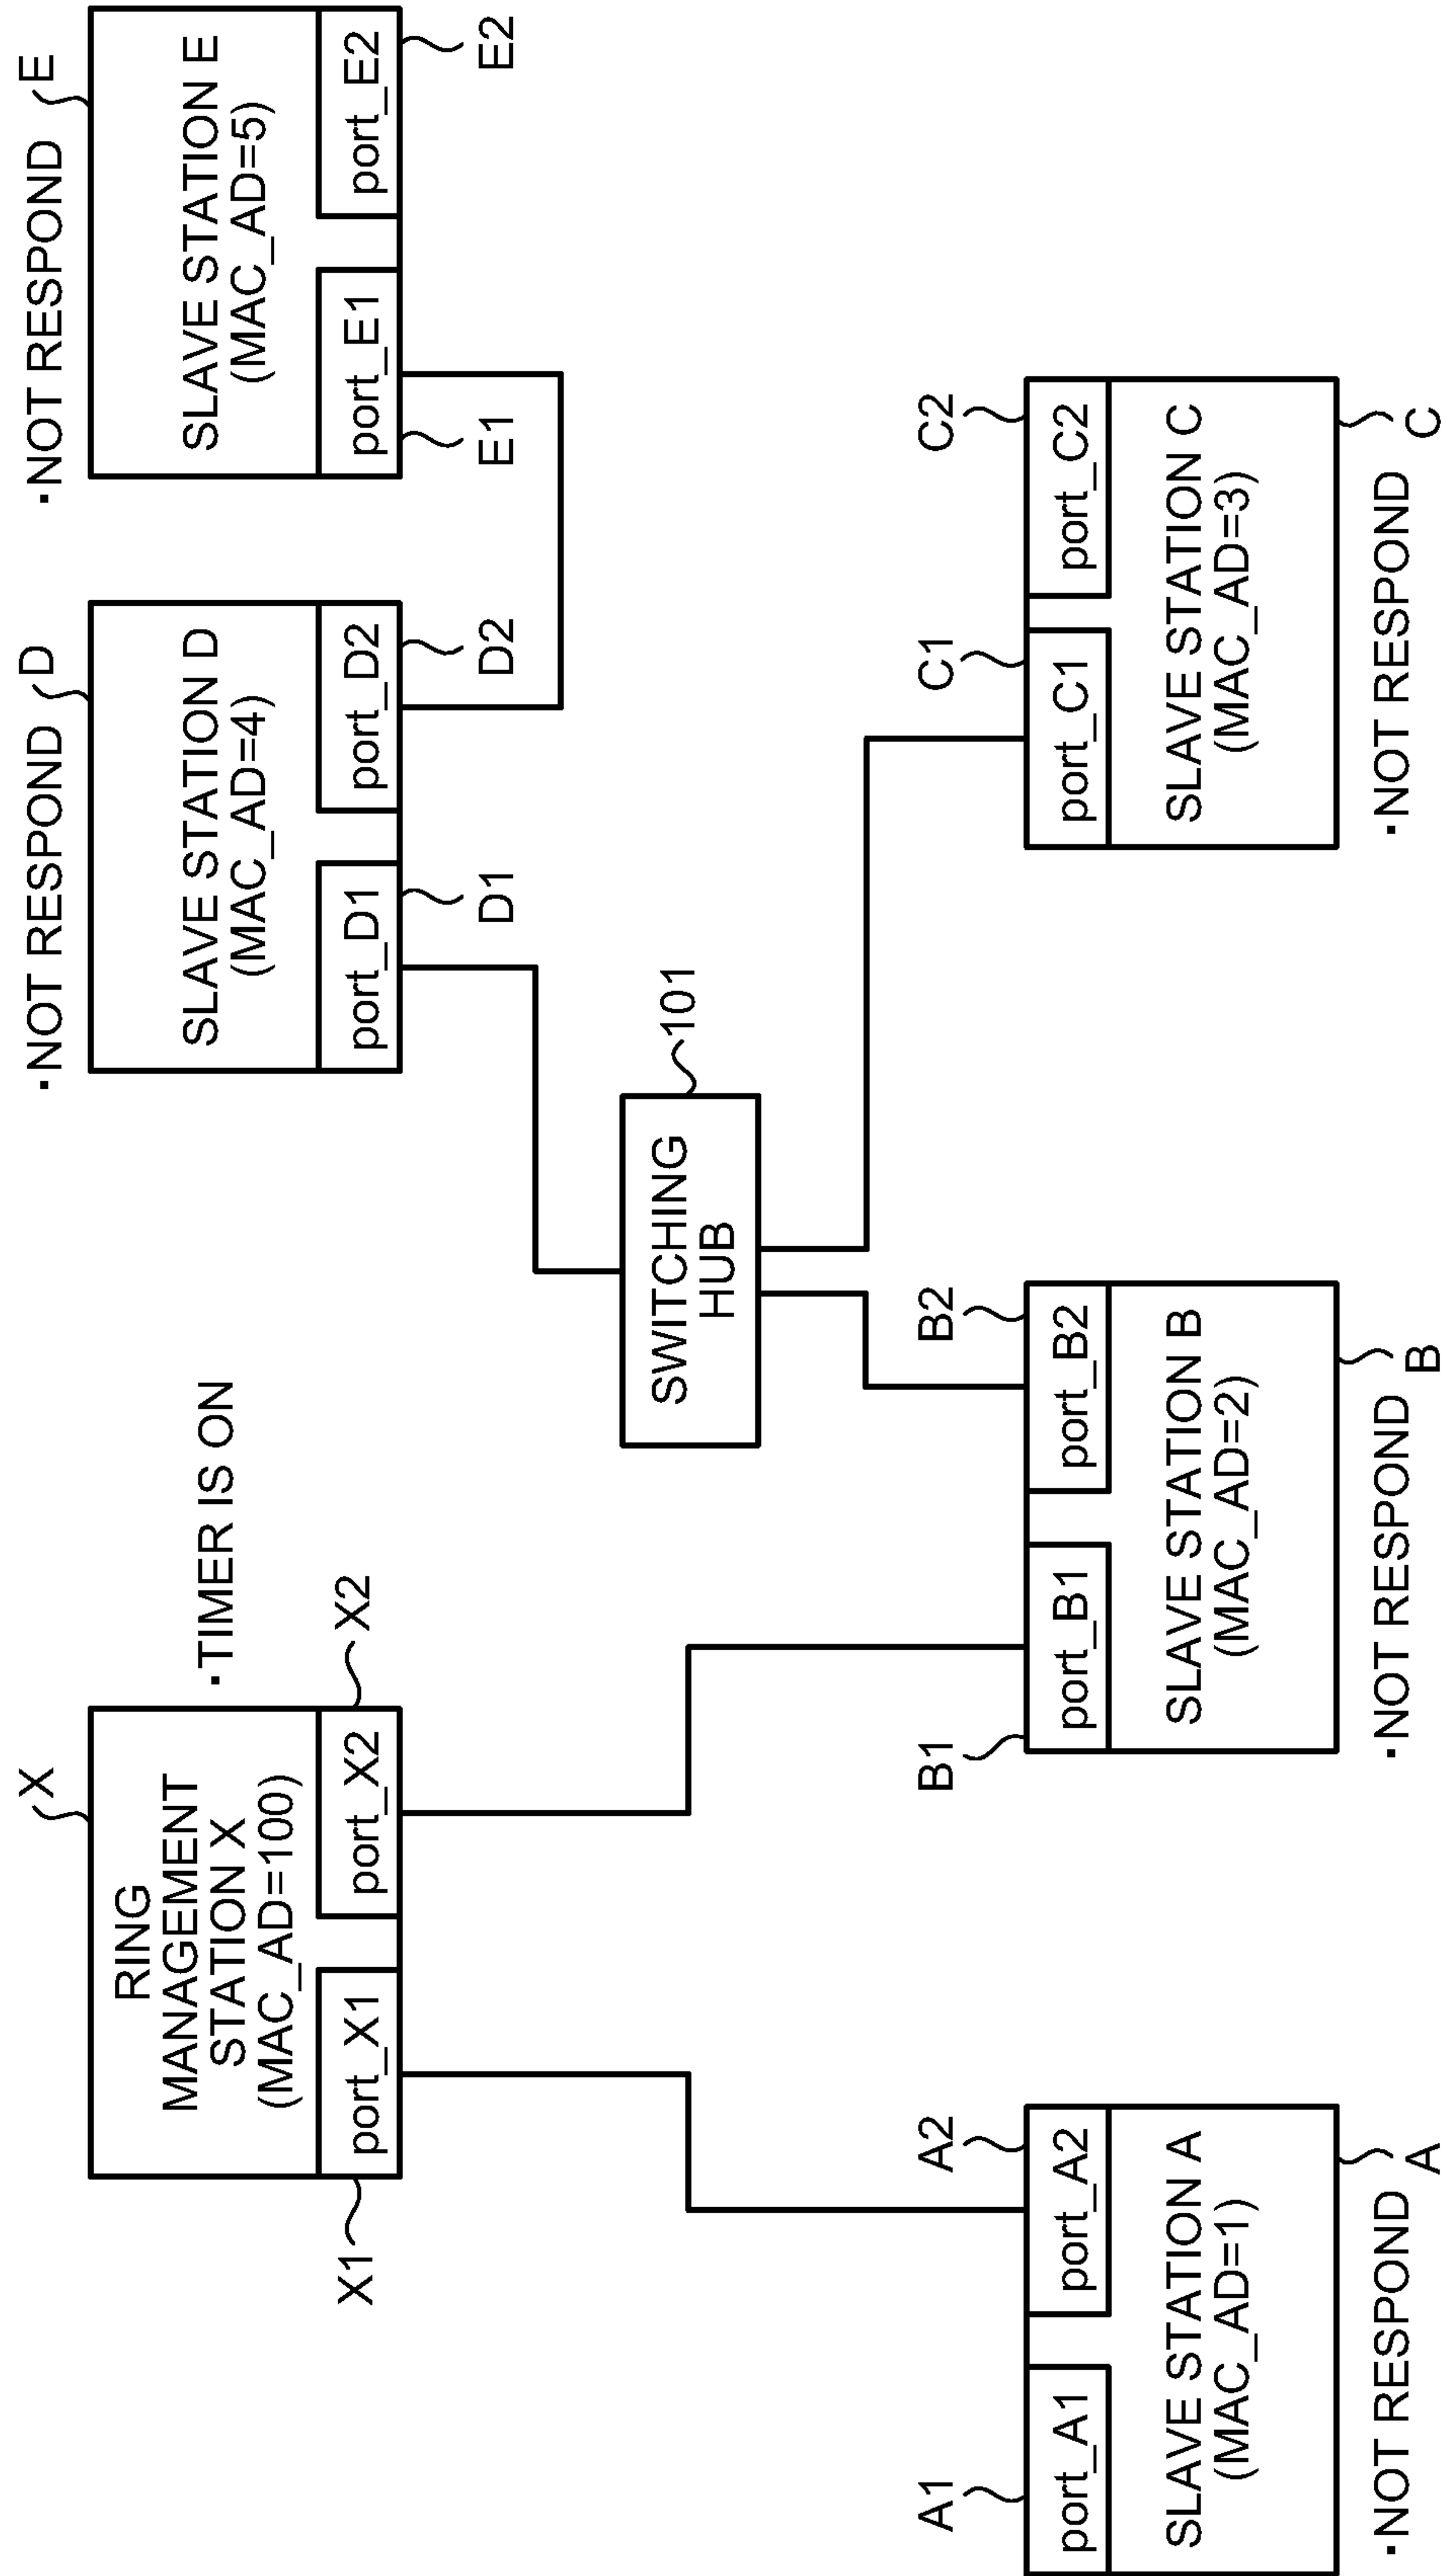 X
RING
MANAGEMENT
STATION X
(MAC_AD=100)
port_X1
port_X2
X1
X2
·TIMER IS ON
·NOT RESPOND
D
SLAVE STATION D
(MAC_AD=4)
port_D1
port_D2
D1
D2
·NOT RESPOND
E
SLAVE STATION E
(MAC_AD=5)
port_E1
port_E2
E1
E2
SWITCHING
HUB
101
A1
A2
port_A1
port_A2
SLAVE STATION A
(MAC_AD=1)
·NOT RESPOND
A
B1
B2
port_B1
port_B2
SLAVE STATION B
(MAC_AD=2)
·NOT RESPOND
B
C1
C2
port_C1
port_C2
SLAVE STATION C
(MAC_AD=3)
·NOT RESPOND
C